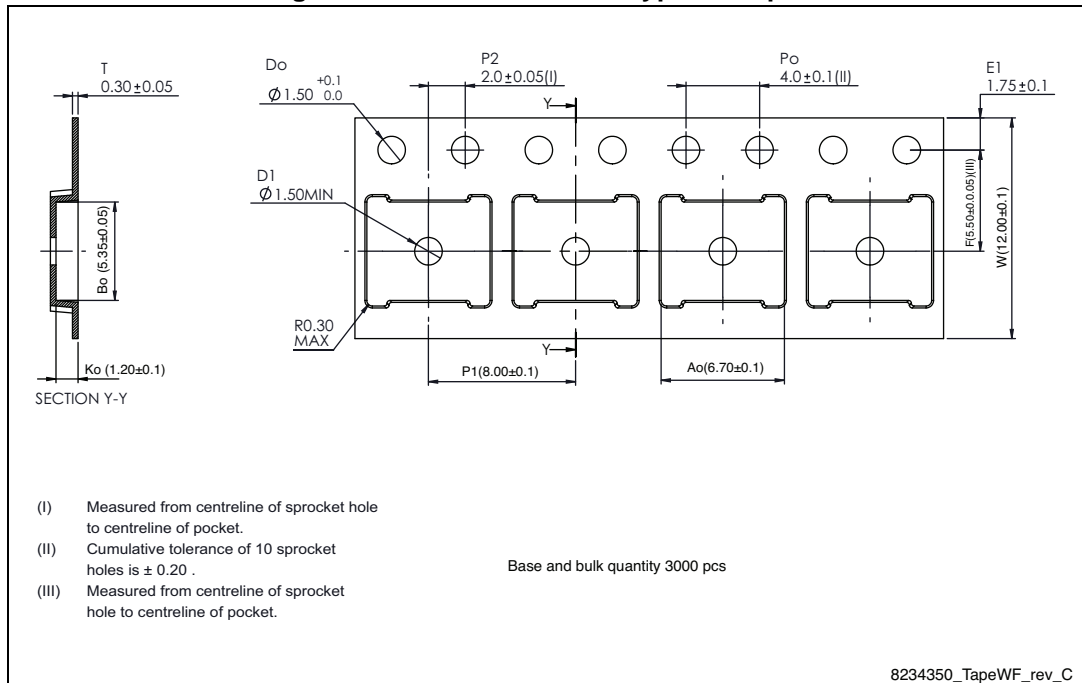 T
0.30±0.05
Do
Ø1.50 +0.1 0.0
P2
2.0±0.05(I)
Po
4.0±0.1(II)
E1
1.75±0.1
Y
D1
Ø1.50MIN
Bo (5.35±0.05)
F(5.50±0.0.05)(III)
W(12.00±0.1)
R0.30
MAX
Y
Ko (1.20±0.1)
P1(8.00±0.1)
Ao(6.70±0.1)
SECTION Y-Y
(I) Measured from centreline of sprocket hole
to centreline of pocket.
(II) Cumulative tolerance of 10 sprocket
holes is ± 0.20 .
(III) Measured from centreline of sprocket
hole to centreline of pocket.
Base and bulk quantity 3000 pcs
8234350_TapeWF_rev_C